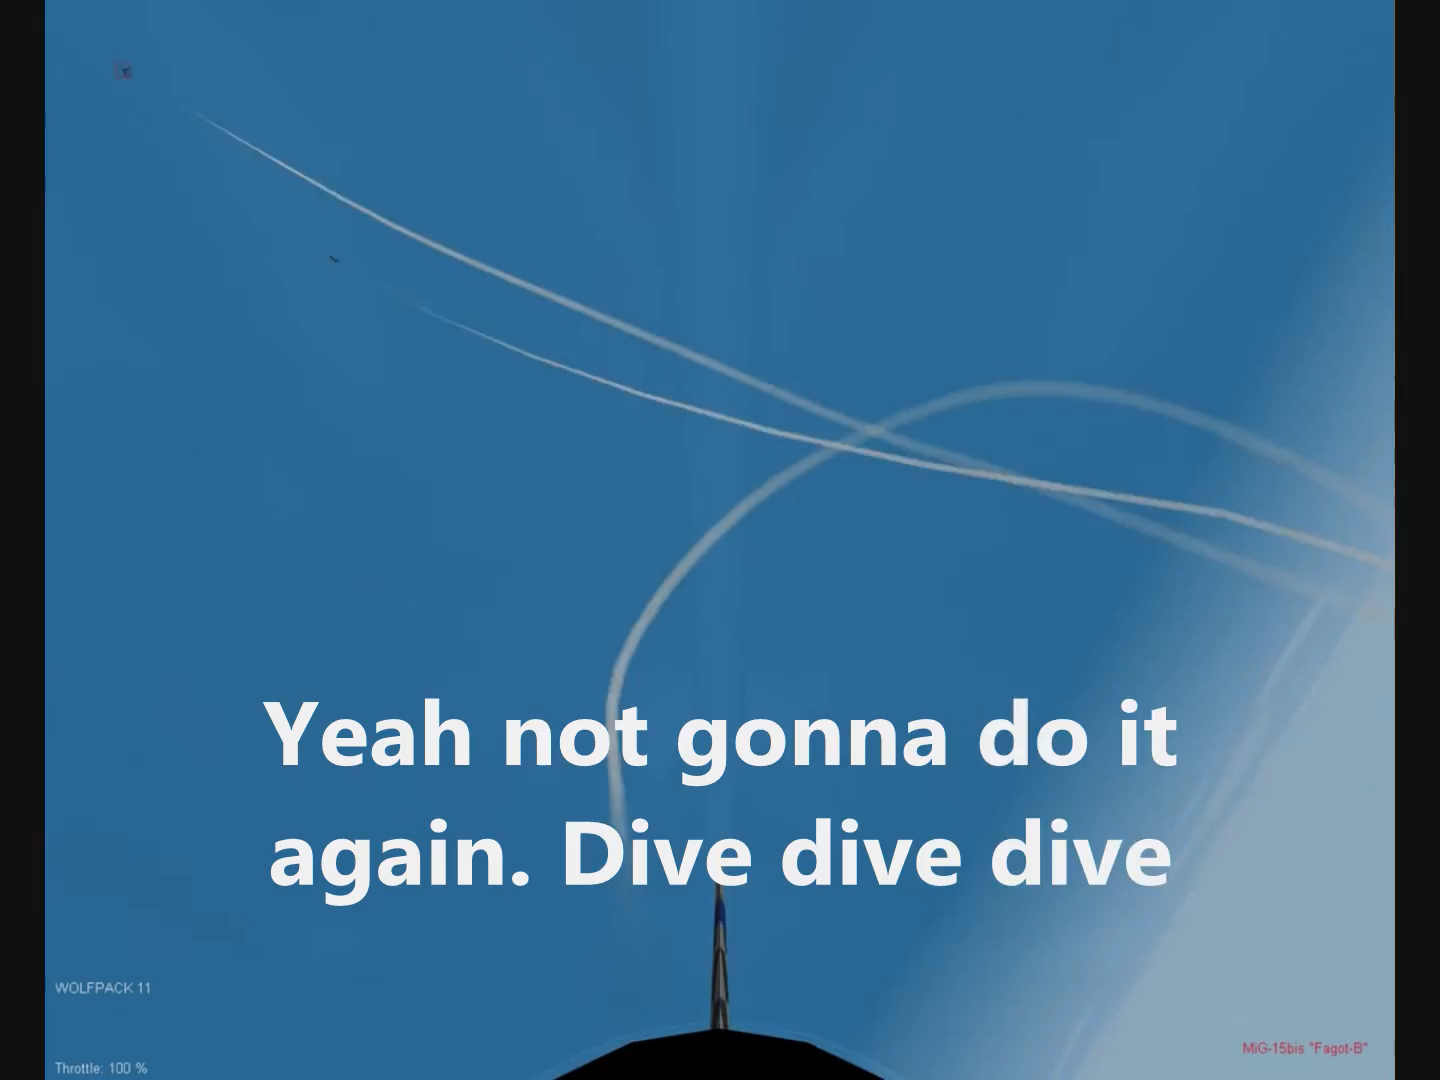 Yeah not gonna do it
again. Dive dive dive
WOLFPACK 11
MiG-15bis "Fagot-B"
Throttle: 100 %